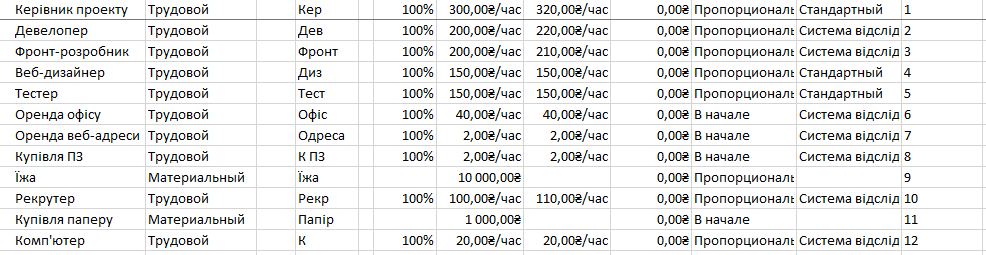 Керівник проекту Трудовой Кер 100% 300,00₴/час 320,00₴/час 0,00₴ Пропорциональ Стандартный 1
Девелопер Трудовой Дев 100% 200,00₴/час 220,00₴/час 0,00₴ Пропорциональ Система відслід 2
Фронт-розробник Трудовой Фронт 100% 200,00₴/час 210,00₴/час 0,00₴ Пропорциональ Система відслід 3
Веб-дизайнер Трудовой Диз 100% 150,00₴/час 150,00₴/час 0,00₴ Пропорциональ Стандартный 4
Тестер Трудовой Тест 100% 150,00₴/час 150,00₴/час 0,00₴ Пропорциональ Стандартный 5
Оренда офісу Трудовой Офіс 100% 40,00₴/час 40,00₴/час 0,00₴ В начале Система відслід 6
Оренда веб-адреси Трудовой Одреса 100% 2,00₴/час 2,00₴/час 0,00₴ В начале Система відслід 7
Купівля ПЗ Трудовой К ПЗ 100% 2,00₴/час 2,00₴/час 0,00₴ В начале Система відслід 8
Їжа Материальный Їжа 10 000,00₴ 0,00₴ Пропорциональ 9
Рекрутер Трудовой Рекр 100% 100,00₴/час 110,00₴/час 0,00₴ Пропорциональ Система відслід 10
Купівля паперу Материальный Папір 1 000,00₴ 0,00₴ В начале 11
Комп'ютер Трудовой К 100% 20,00₴/час 20,00₴/час 0,00₴ Пропорциональ Система відслід 12